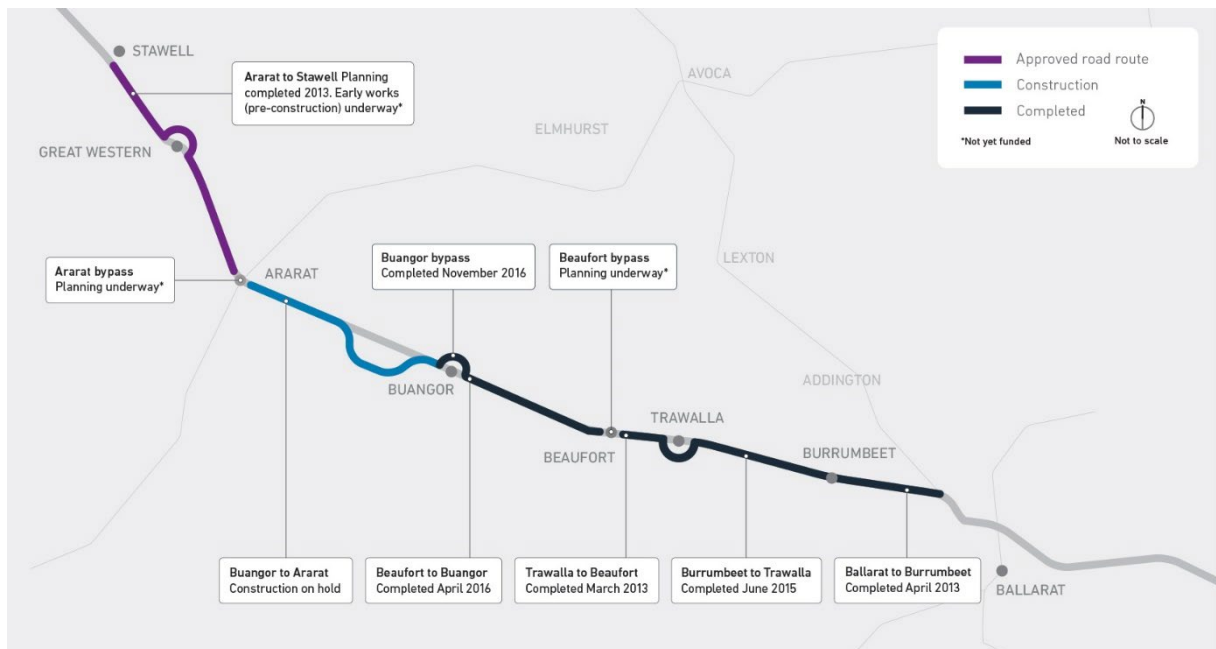 STAWELL
Ararat to Stawell Planning
completed 2013. Early works
(pre-construction) underway*
AVOCA
Approved road route
Construction
Completed
N
*Not yet funded
Not to scale
ELMHURST
GREAT WESTERN
Ararat bypass
Planning underway*
ARARAT
Buangor bypass
Completed November 2016
Beaufort bypass
Planning underway*
LEXTON
BUANGOR
ADDINGTON
TRAWALLA
BEAUFORT
BURRUMBEET
Buangor to Ararat
Construction on hold
Beaufort to Buangor
Completed April 2016
Trawalla to Beaufort
Completed March 2013
Burrumbeet to Trawalla
Completed June 2015
Ballarat to Burrumbeet
Completed April 2013
BALLARAT